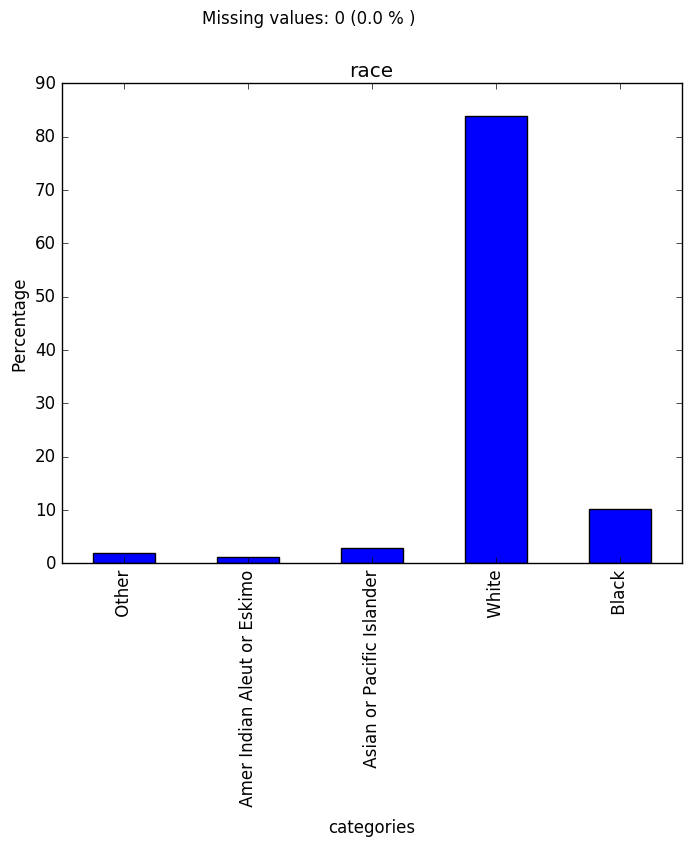 Missing values: 0 (0.0 % )
race
90
80
70
60
50
40
30
20
10
0
Percentage
Other
Amer Indian Aleut or Eskimo
Asian or Pacific Islander
White
Black
categories